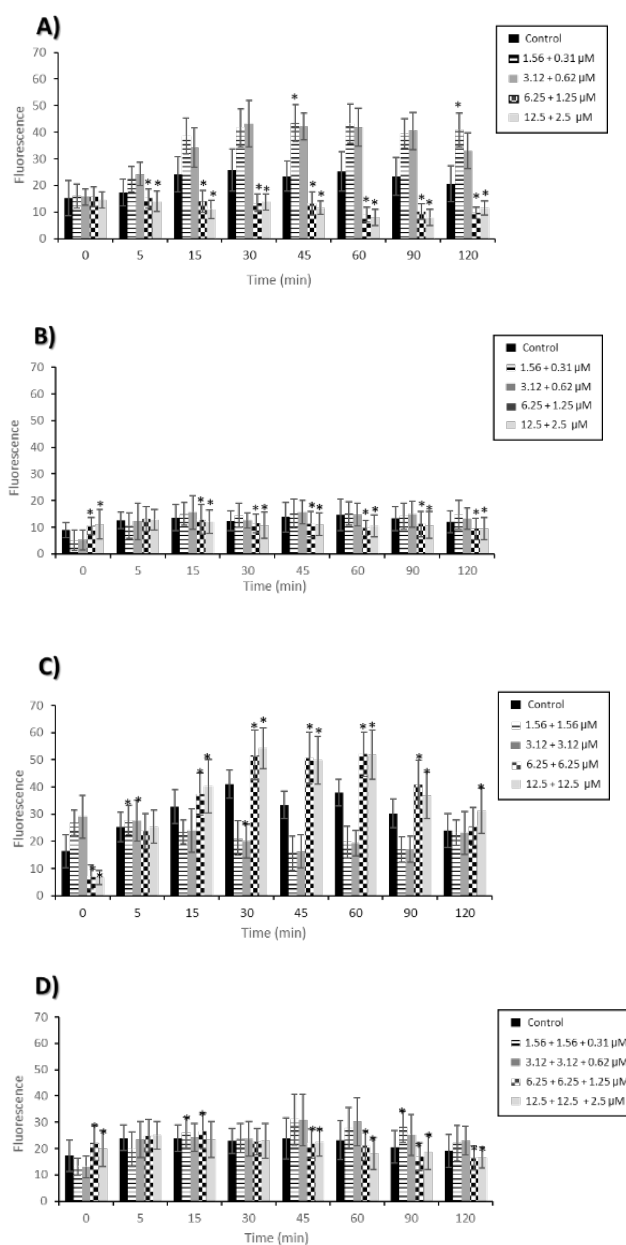 A)
Control
1.56 + 0.31 µM
3.12 + 0.62 µM
6.25 + 1.25 µM
12.5 + 2.5 µM
Fluorescence
70
60
50
40
30
20
10
0
* * * * * * * * * * * * * * * *
0 5 15 30 45 60 90 120
Time (min)
B)
Control
1.56 + 0.31 µM
3.12 + 0.62 µM
6.25 + 1.25 µM
12.5 + 2.5 µM
Fluorescence
70
60
50
40
30
20
10
0
* * * * * * * * * * * * * *
0 5 15 30 45 60 90 120
Time (min)
C)
Control
1.56 + 1.56 µM
3.12 + 3.12 µM
6.25 + 6.25 µM
12.5 + 12.5 µM
Fluorescence
70
60
50
40
30
20
10
0
* * * * * * * * * * * * * * * *
0 5 15 30 45 60 90 120
Time (min)
D)
Control
1.56 + 1.56 + 0.31 µM
3.12 + 3.12 + 0.62 µM
6.25 + 6.25 + 1.25 µM
12.5 + 12.5 + 2.5 µM
Fluorescence
70
60
50
40
30
20
10
0
* * * * * * * * * * * * *
0 5 15 30 45 60 90 120
Time (min)